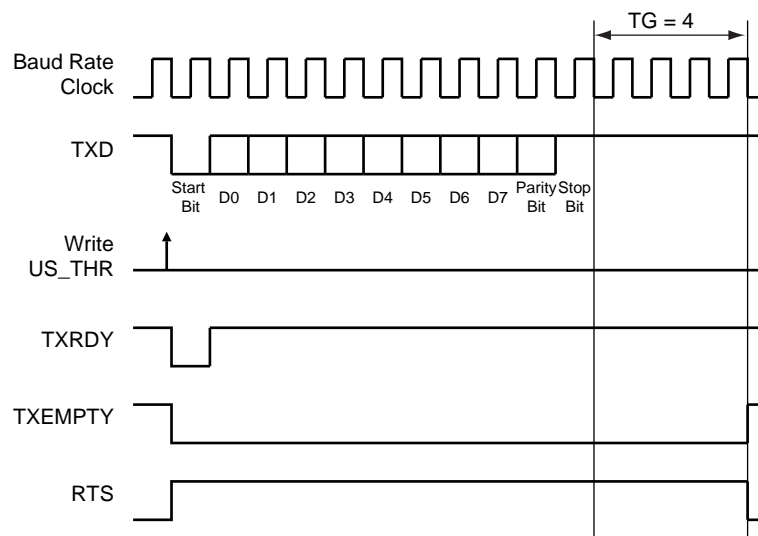 TG = 4
Baud Rate
Clock
TXD
Start
Bit
D0
D1
D2
D3
D4
D5
D6
D7
Parity
Bit
Stop
Bit
Write
US_THR
TXRDY
TXEMPTY
RTS